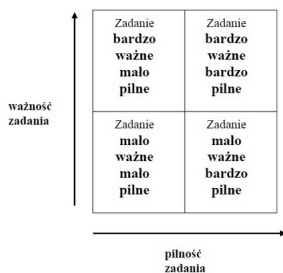 Zadanie
bardzo
ważne
mało
pilne
Zadanie
bardzo
ważne
bardzo
pilne
ważność
zadania
Zadanie
mało
ważne
mało
pilne
Zadanie
mało
ważne
bardzo
pilne
pilność
zadania